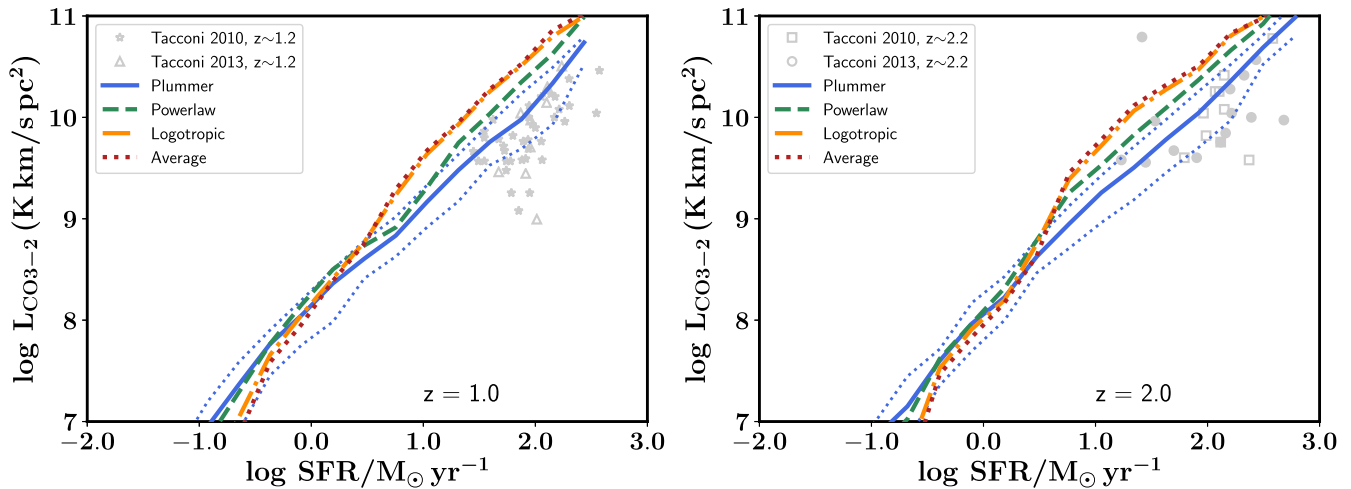 11
10
9
8
7
log L_CO3−2 (K km/s pc²)
Tacconi 2010, z~1.2
Tacconi 2013, z~1.2
Plummer
Powerlaw
Logotropic
Average
z = 1.0
−2.0 −1.0 0.0 1.0 2.0 3.0
log SFR/M⊙ yr⁻¹
11
10
9
8
7
log L_CO3−2 (K km/s pc²)
Tacconi 2010, z~2.2
Tacconi 2013, z~2.2
Plummer
Powerlaw
Logotropic
Average
z = 2.0
−2.0 −1.0 0.0 1.0 2.0 3.0
log SFR/M⊙ yr⁻¹